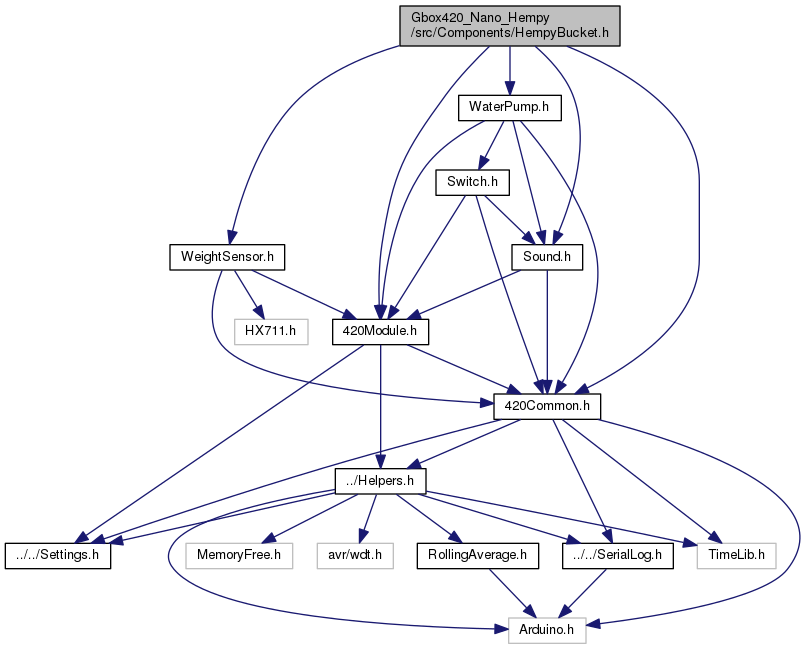 Gbox420_Nano_Hempy
/src/Components/HempyBucket.h
WaterPump.h
Switch.h
WeightSensor.h
Sound.h
HX711.h
420Module.h
420Common.h
../Helpers.h
../../Settings.h
MemoryFree.h
avr/wdt.h
RollingAverage.h
../../SerialLog.h
TimeLib.h
Arduino.h